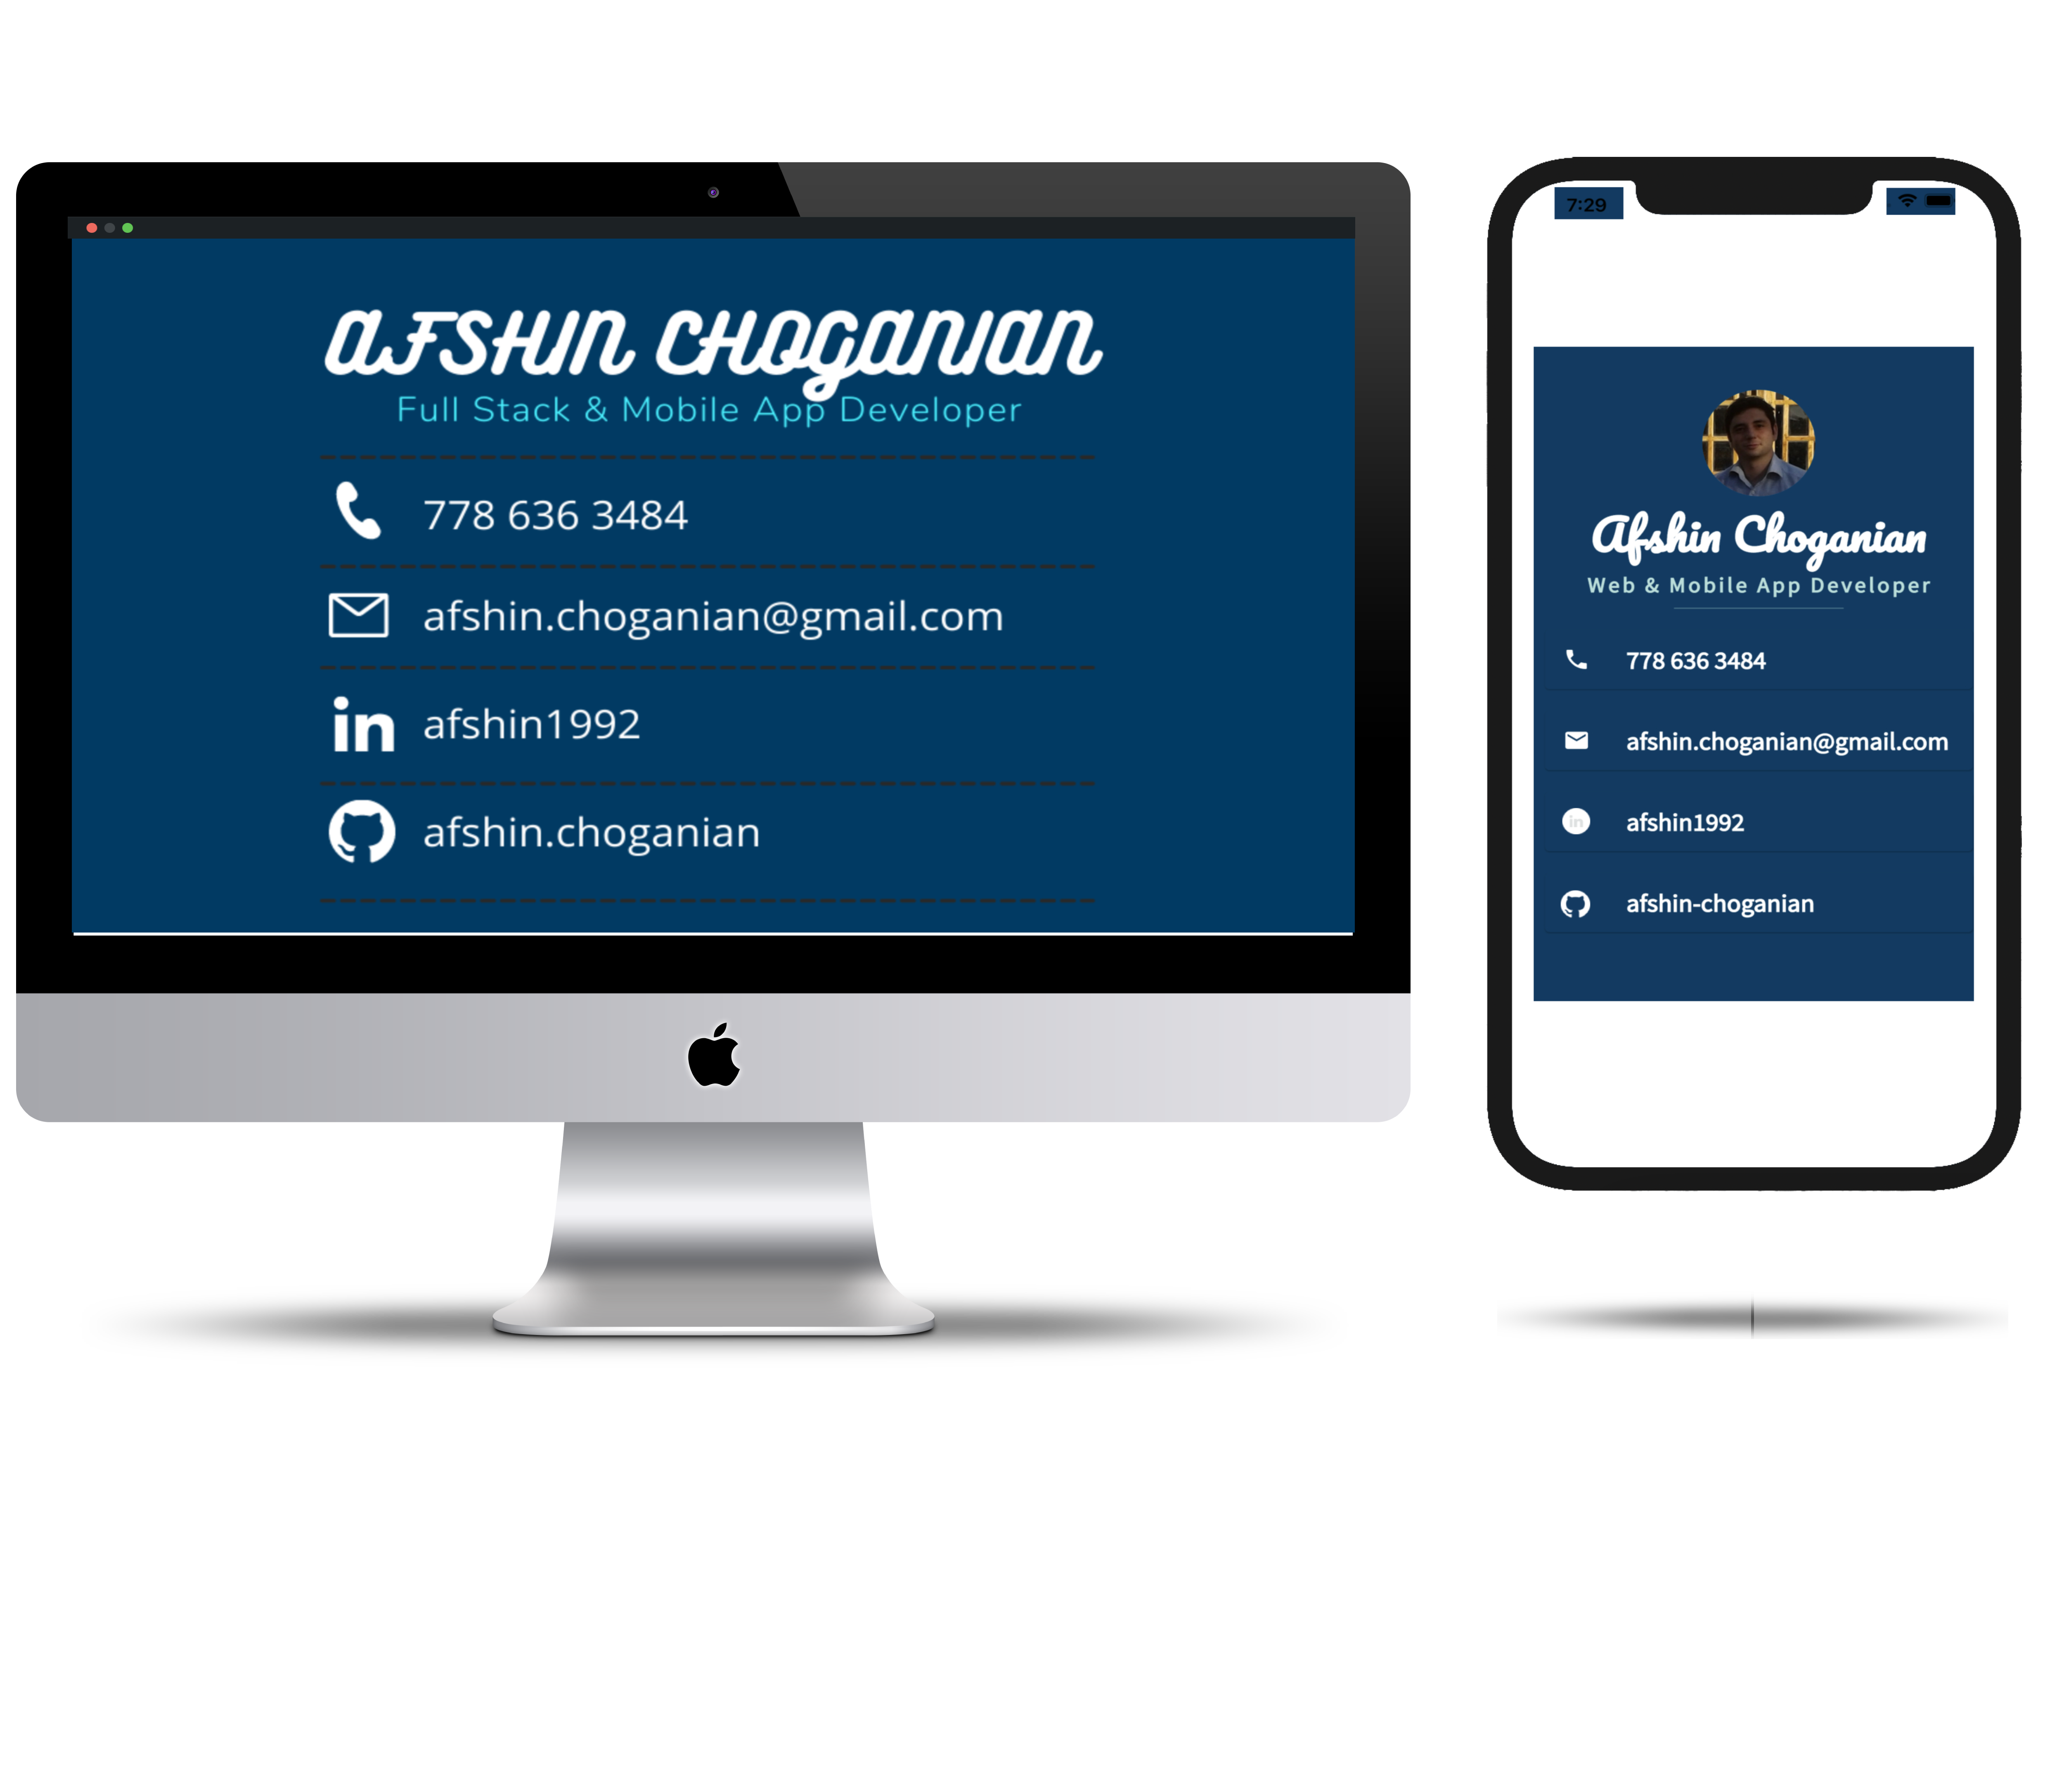 AFSHIN CHOGANIAN
Full Stack & Mobile App Developer
778 636 3484
afshin.choganian@gmail.com
in afshin1992
afshin.choganian
7:29
Afshin Choganian
Web & Mobile App Developer
778 636 3484
afshin.choganian@gmail.com
in afshin1992
afshin-choganian